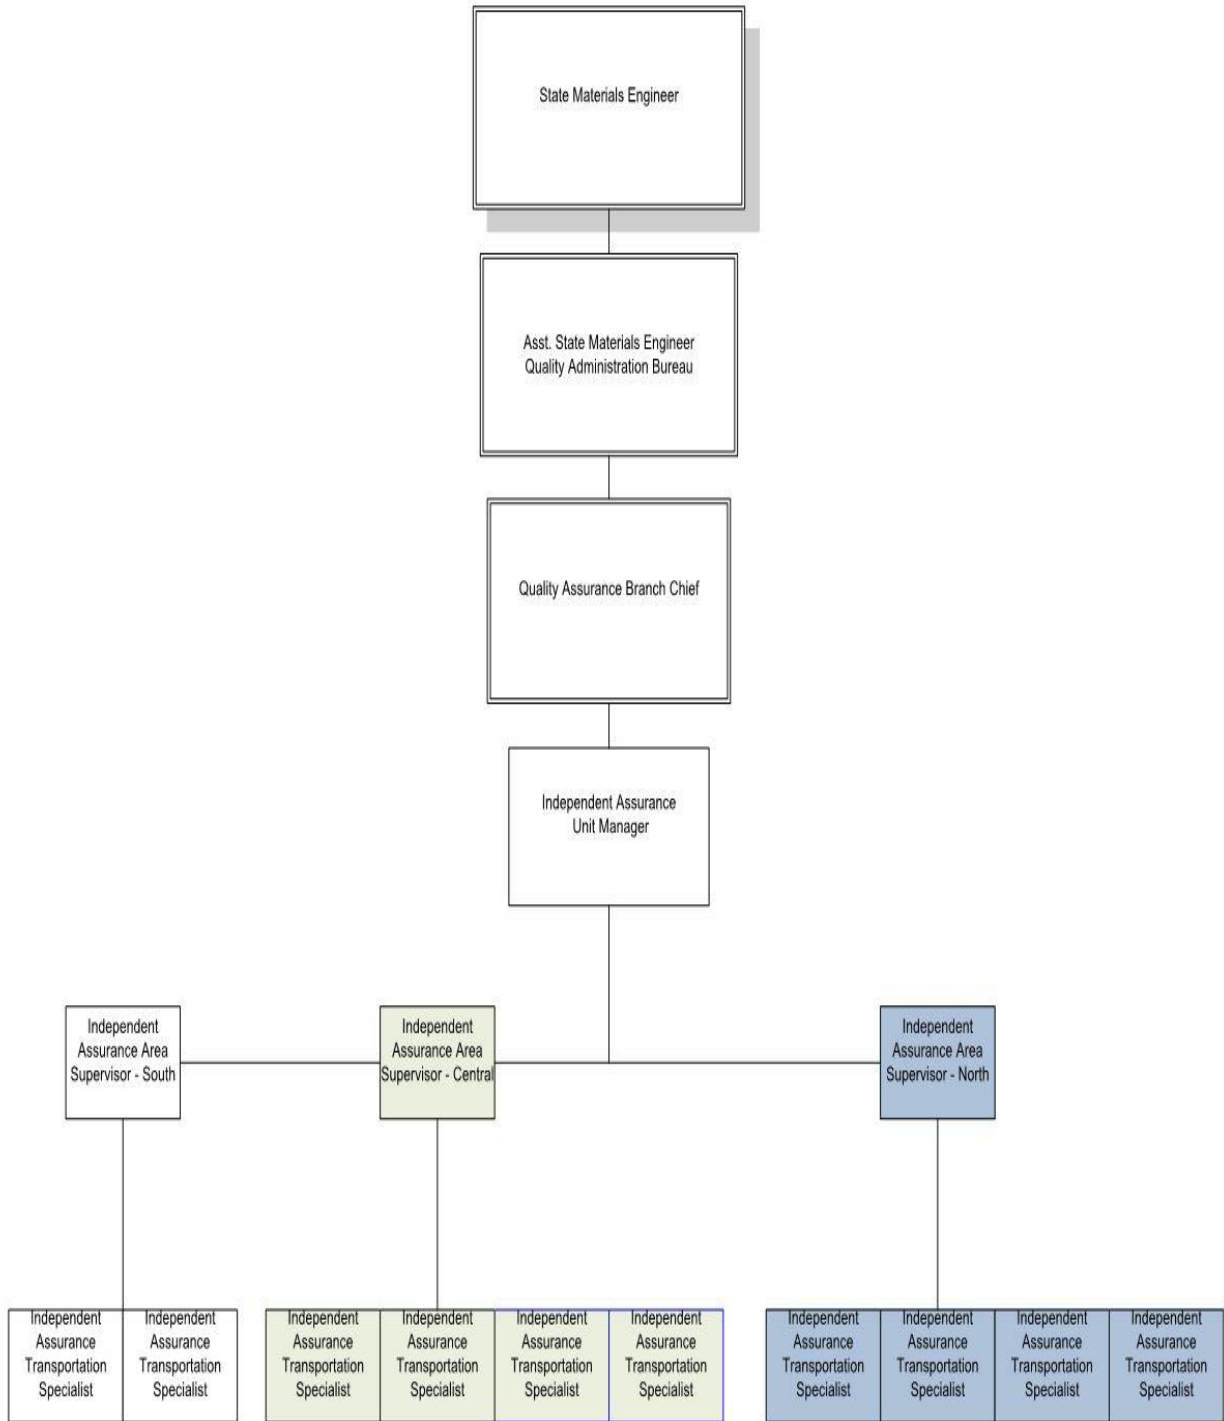 State Materials Engineer
Asst. State Materials Engineer
Quality Administration Bureau
Quality Assurance Branch Chief
Independent Assurance
Unit Manager
Independent
Assurance Area
Supervisor - South
Independent
Assurance Area
Supervisor - Central
Independent
Assurance Area
Supervisor - North
Independent
Assurance
Transportation
Specialist
Independent
Assurance
Transportation
Specialist
Independent
Assurance
Transportation
Specialist
Independent
Assurance
Transportation
Specialist
Independent
Assurance
Transportation
Specialist
Independent
Assurance
Transportation
Specialist
Independent
Assurance
Transportation
Specialist
Independent
Assurance
Transportation
Specialist
Independent
Assurance
Transportation
Specialist
Independent
Assurance
Transportation
Specialist